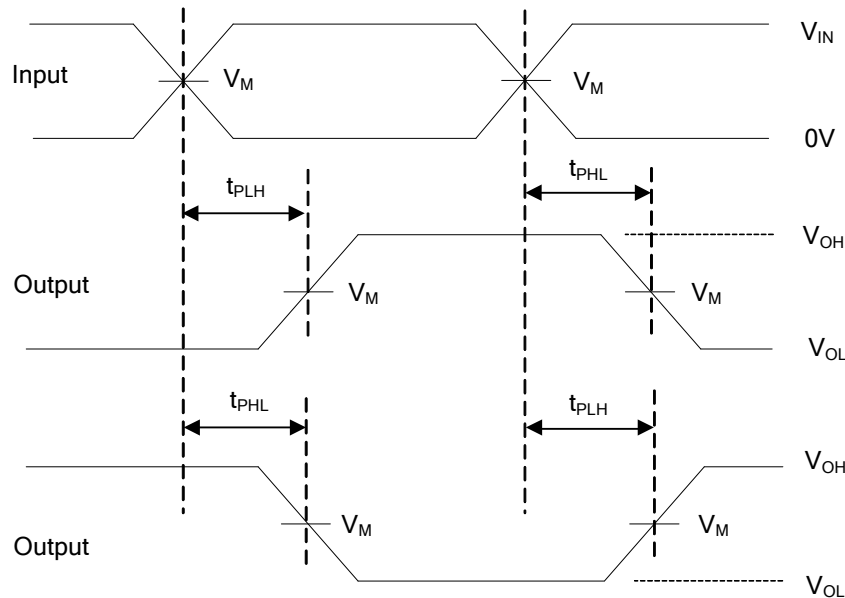 V_IN
Input
V_M
V_M
0V
t_PLH
t_PHL
V_OH
Output
V_M
V_M
V_OL
t_PHL
t_PLH
V_OH
Output
V_M
V_M
V_OL